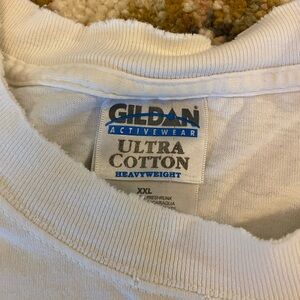 GILDAN
ACTIVEWEAR
ULTRA
COTTON
HEAVYWEIGHT
XXL